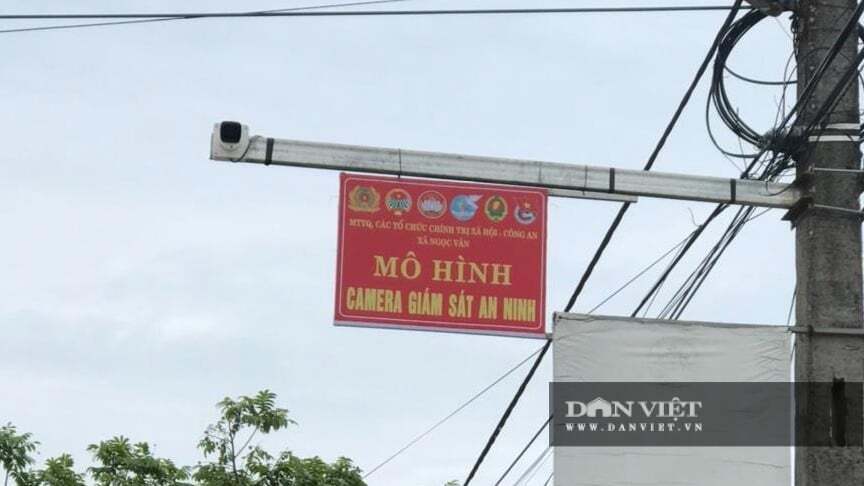 MTTQ, CÁC TỔ CHỨC CHÍNH TRỊ XÃ HỘI - CÔNG AN
XÃ NGỌC VÂN
MÔ HÌNH
CAMERA GIÁM SÁT AN NINH
DÂN VIỆT
WWW.DANVIET.VN